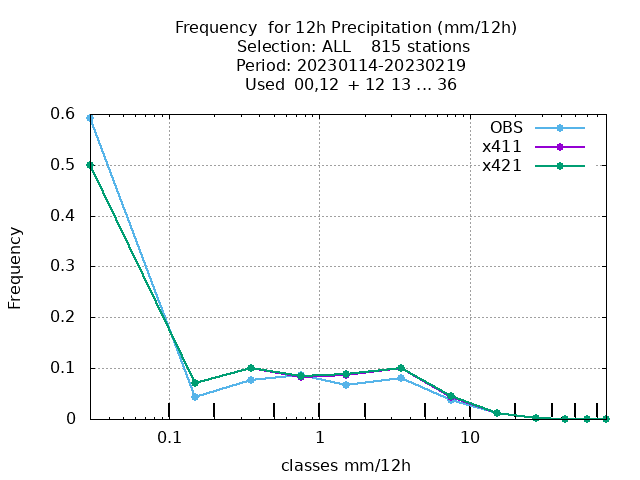 Frequency  for 12h Precipitation (mm/12h)
Selection: ALL    815 stations
Period: 20230114-20230219
Used  00,12  + 12 13 ... 36
0.6
0.5
0.4
0.3
0.2
0.1
0
Frequency
OBS
x411
x421
0.1
1
10
classes mm/12h